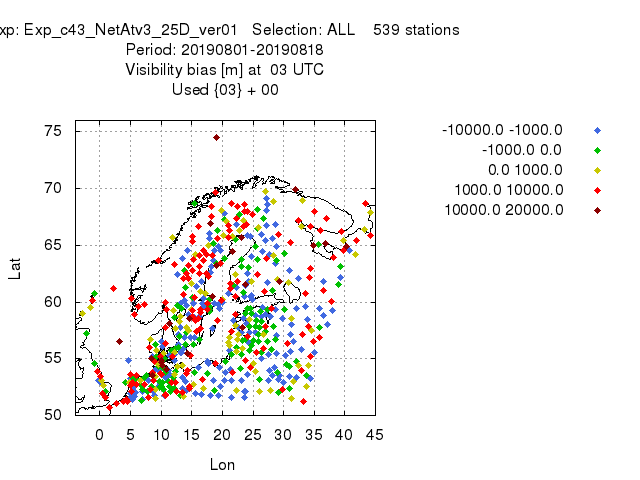 xp: Exp_c43_NetAtv3_25D_ver01   Selection: ALL    539 stations
Period: 20190801-20190818
Visibility bias [m] at  03 UTC
Used {03} + 00
-10000.0 -1000.0
-1000.0 0.0
0.0 1000.0
1000.0 10000.0
10000.0 20000.0
75
70
65
60
55
50
Lat
0 5 10 15 20 25 30 35 40 45
Lon